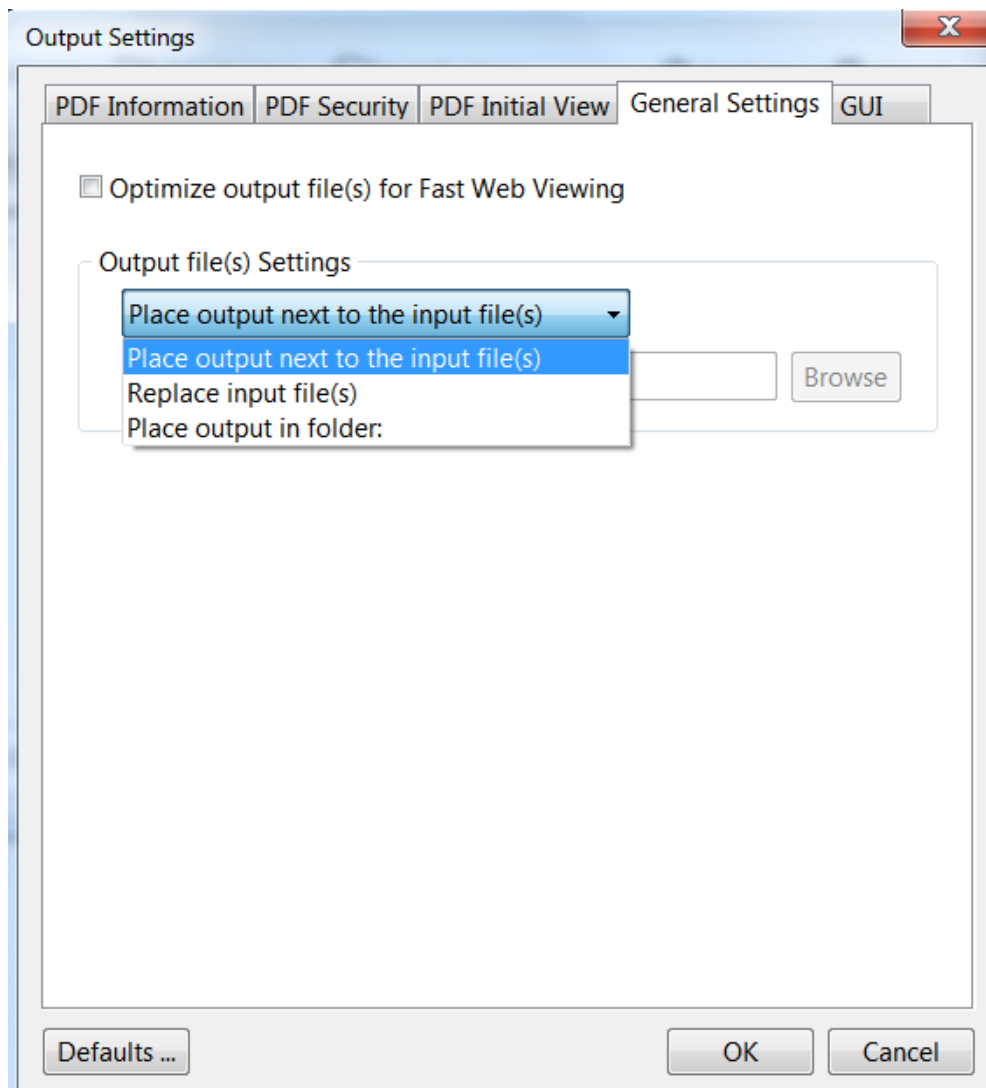 Output Settings
PDF Information PDF Security PDF Initial View General Settings GUI
Optimize output file(s) for Fast Web Viewing
Output file(s) Settings
Place output next to the input file(s)
Place output next to the input file(s)
Replace input file(s)
Browse
Place output in folder:
Defaults ... OK Cancel